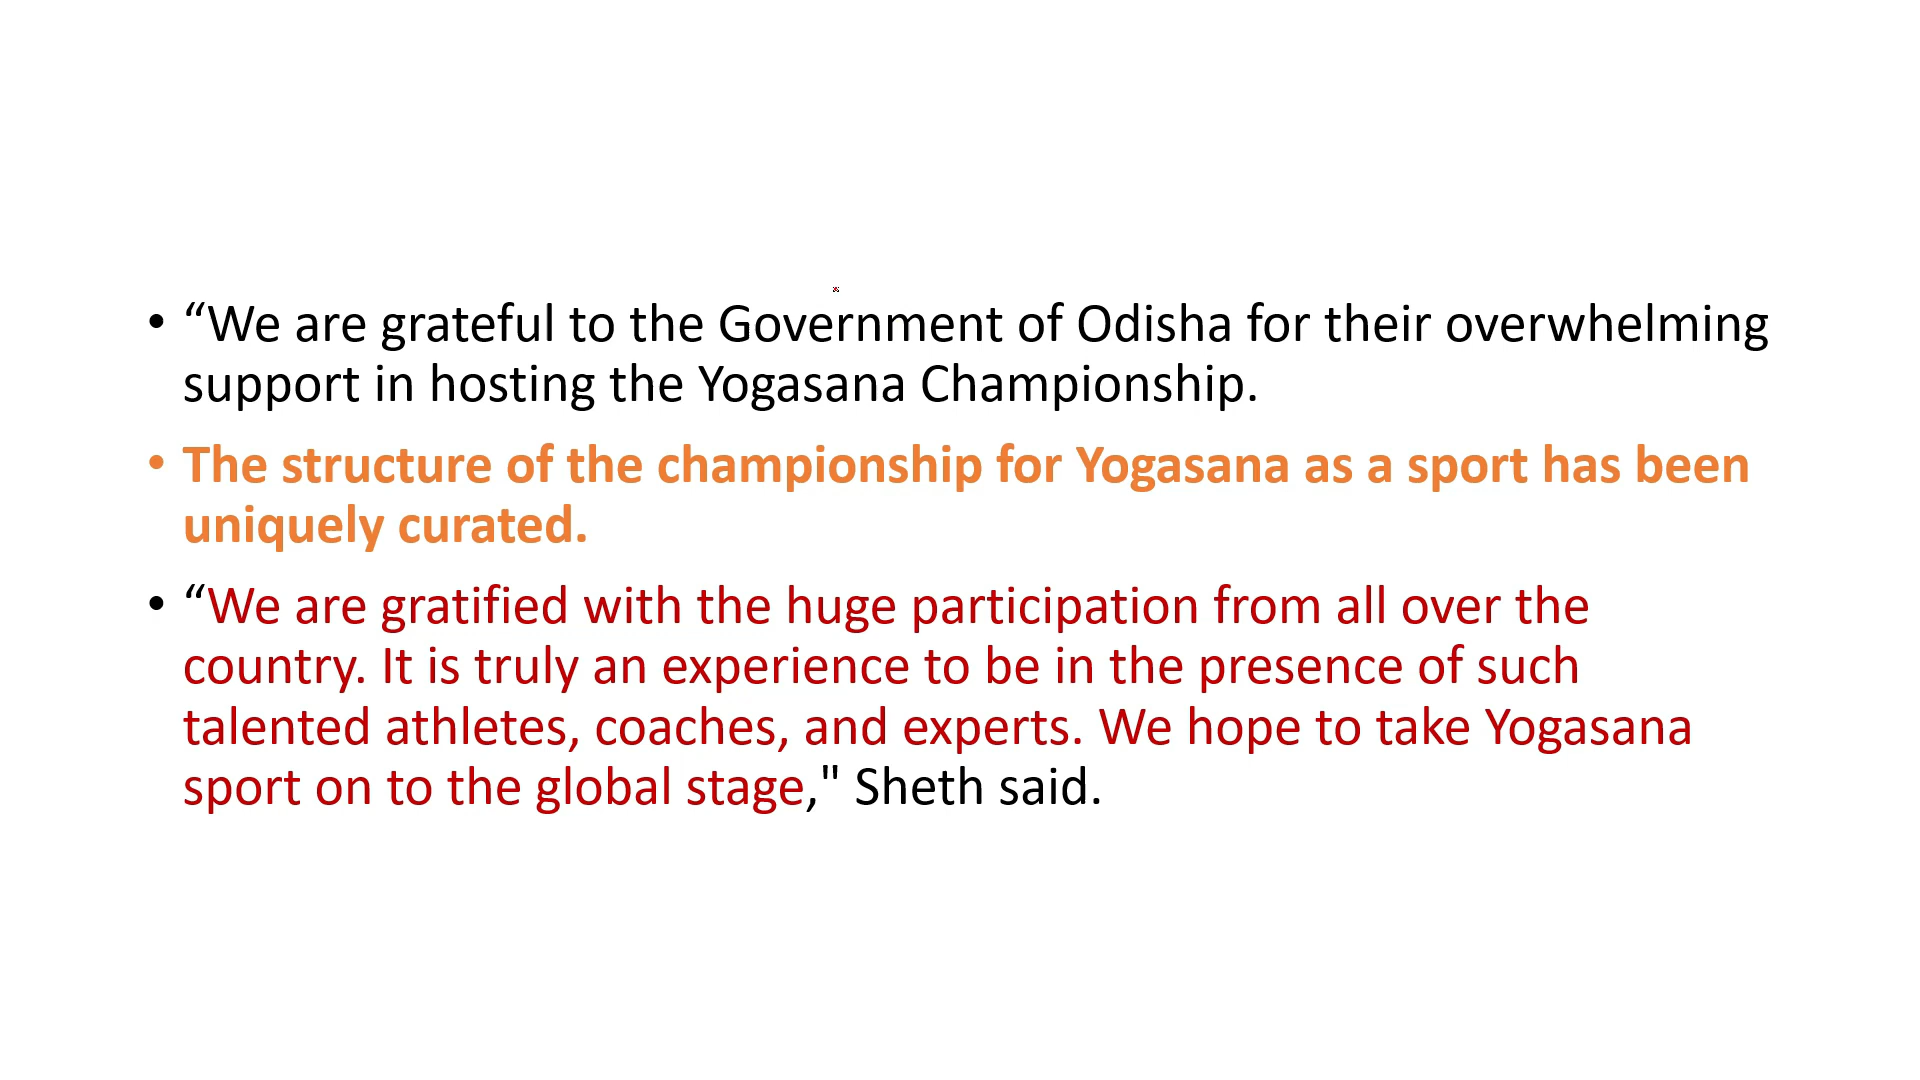 • “We are grateful to the Government of Odisha for their overwhelming
support in hosting the Yogasana Championship.
• The structure of the championship for Yogasana as a sport has been
uniquely curated.
• “We are gratified with the huge participation from all over the
country. It is truly an experience to be in the presence of such
talented athletes, coaches, and experts. We hope to take Yogasana
sport on to the global stage," Sheth said.